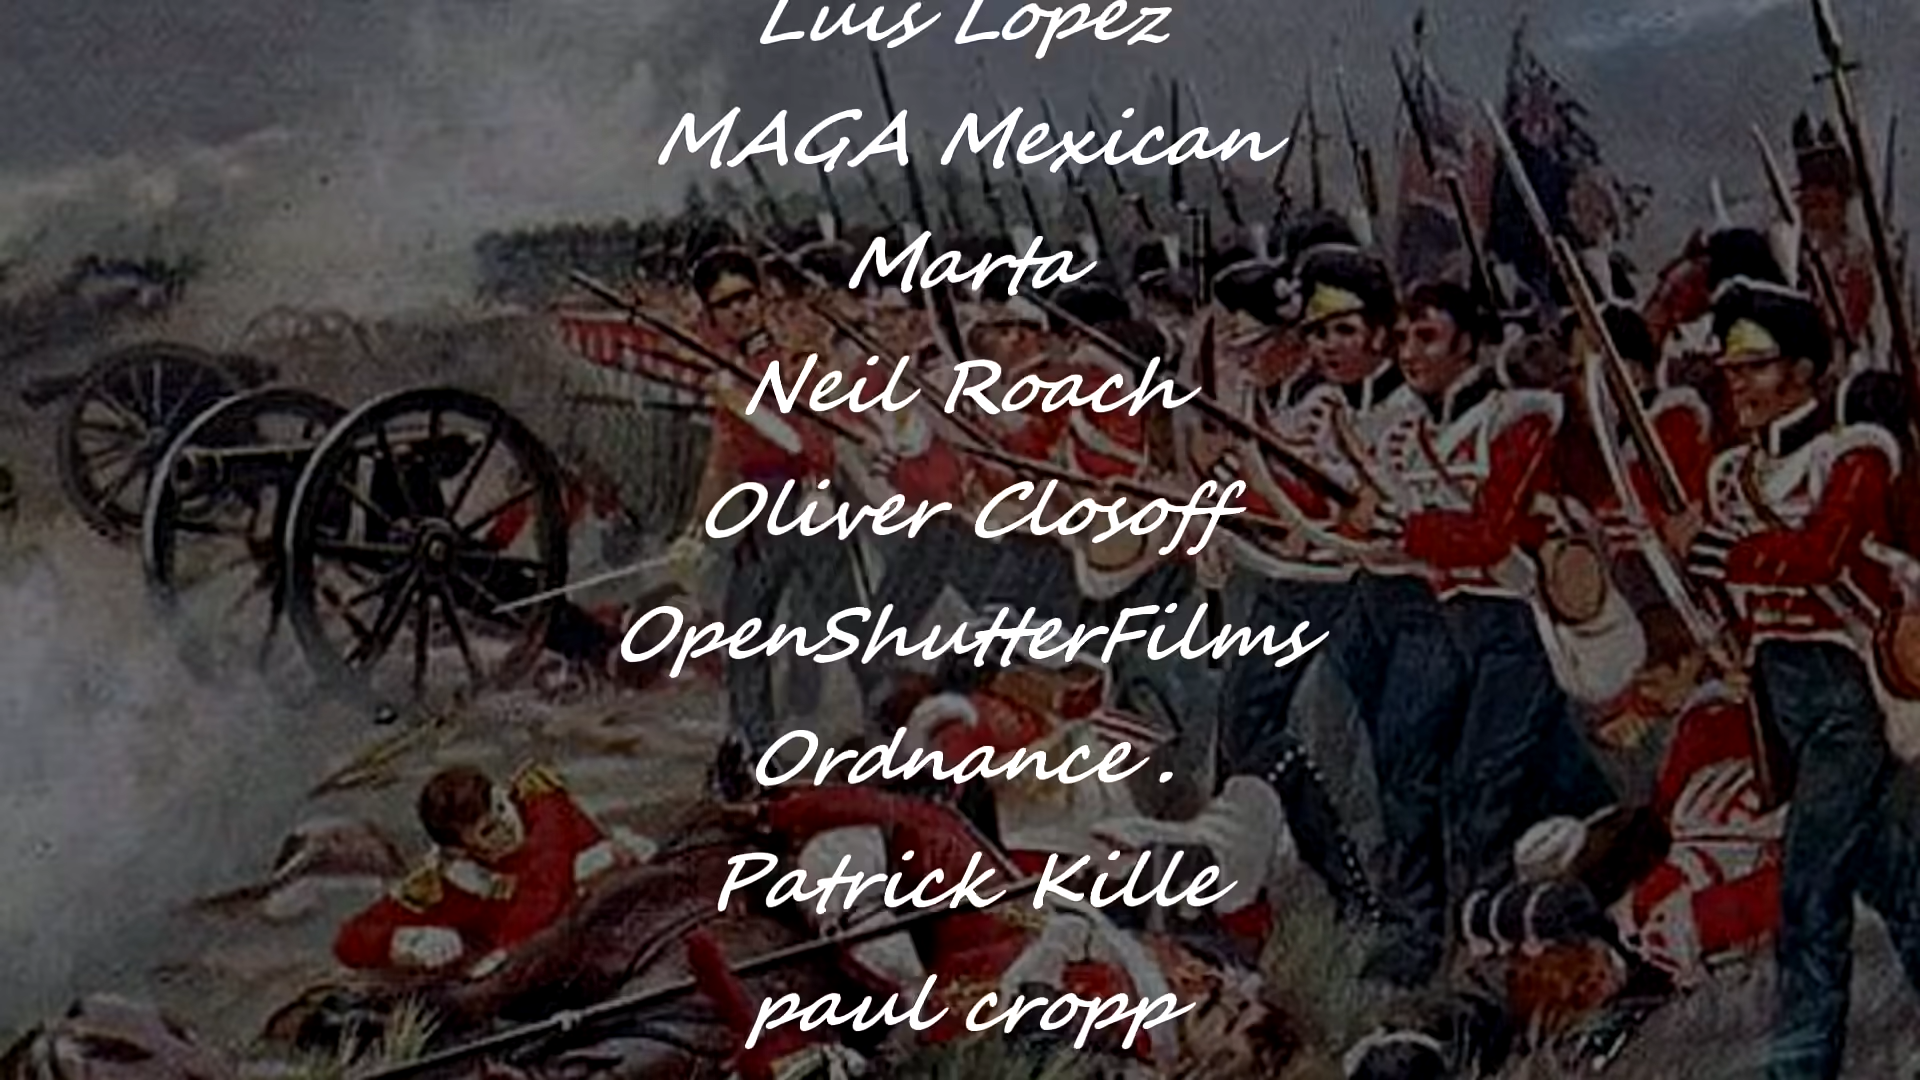 Luis Lopez
MAGA Mexican
Marta
Neil Roach
Oliver Closoff
OpenShutterFilms
Ordnance .
Patrick Kille
paul cropp